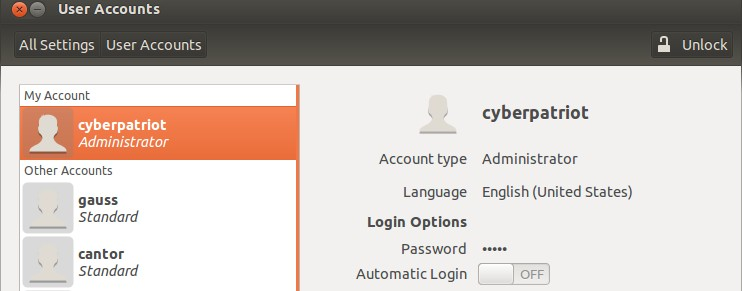 User Accounts
All Settings User Accounts Unlock
My Account
cyberpatriot
Administrator
Other Accounts
gauss
Standard
cantor
Standard
cyberpatriot
Account type Administrator
Language English (United States)
Login Options
Password •••••
Automatic Login OFF